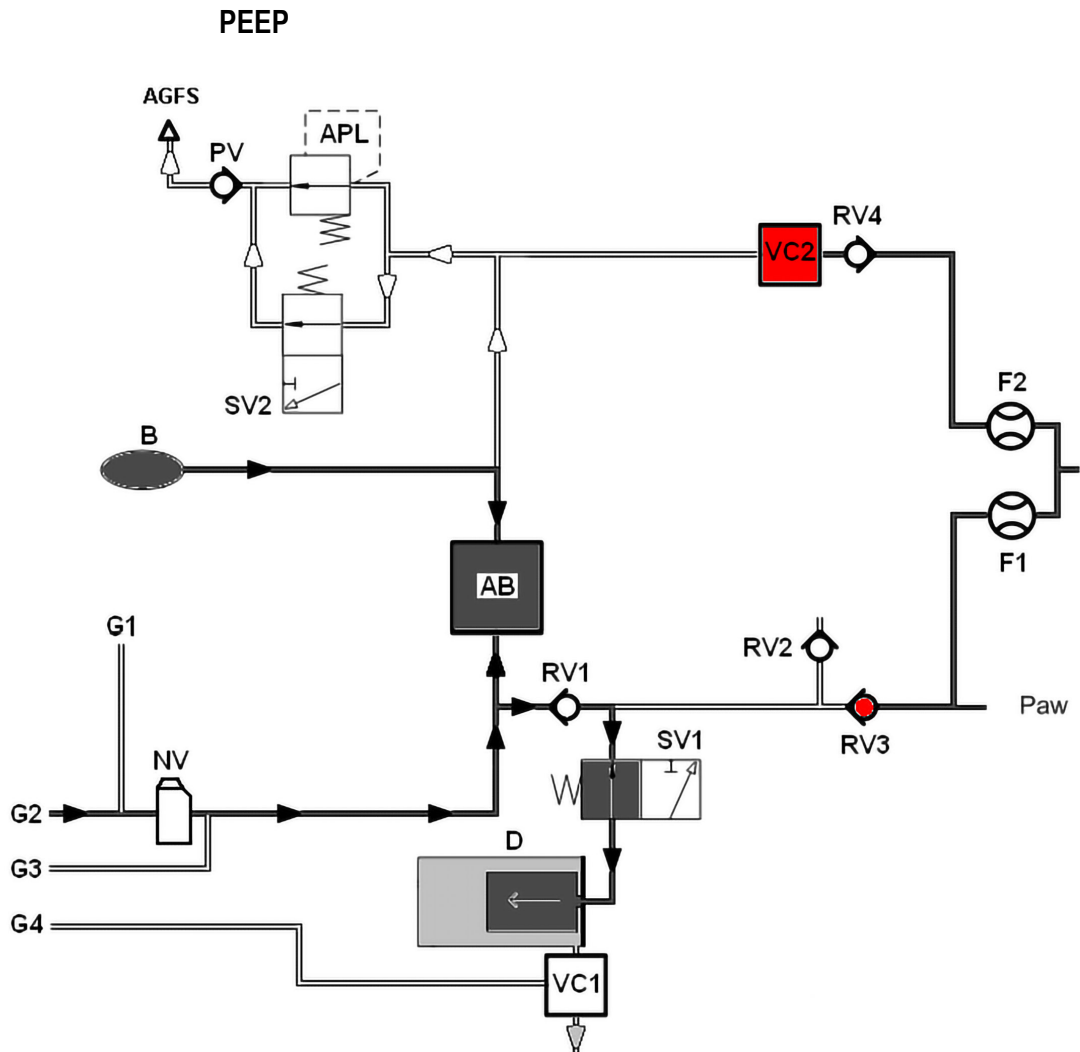 PEEP
AGFS
APL
PV
RV4
VC2
SV2
F2
B
F1
AB
G1
RV1
RV2
Paw
NV
SV1
RV3
G2
D
G3
G4
VC1